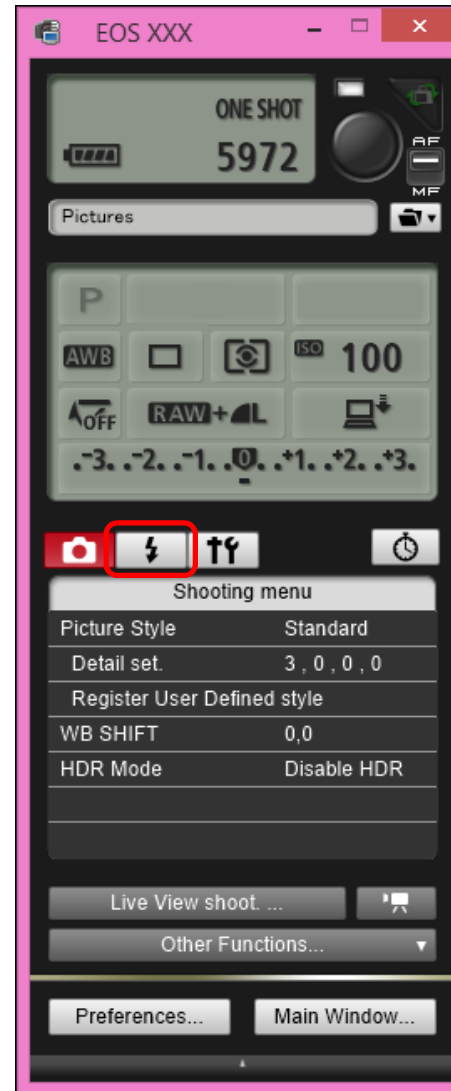 EOS XXX
ONE SHOT
5972
AF
MF
Pictures
P
AWB
ISO 100
OFF RAW+L
.-3. .-2. .-1. .0. .+1. .+2. .+3.
Shooting menu
Picture Style Standard
Detail set. 3 , 0 , 0 , 0
Register User Defined style
WB SHIFT 0,0
HDR Mode Disable HDR
Live View shoot. ...
Other Functions...
Preferences... Main Window...